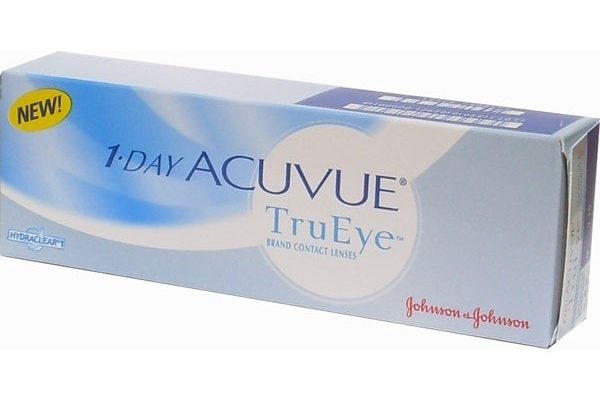 NEW!
1·DAY ACUVUE®
TruEye™
BRAND CONTACT LENSES
HYDRACLEAR®1
Johnson & Johnson